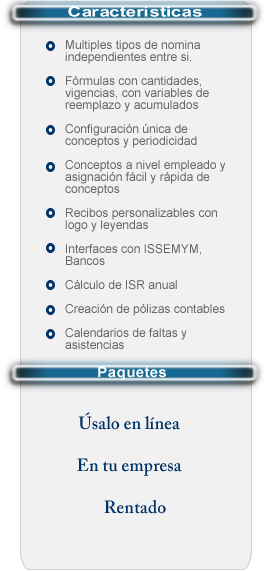 Características
Multiples tipos de nomina
independientes entre si.
Fórmulas con cantidades,
vigencias, con variables de
reemplazo y acumulados
Configuración única de
conceptos y periodicidad
Conceptos a nivel empleado y
asignación fácil y rápida de
conceptos
Recibos personalizables con
logo y leyendas
Interfaces con ISSEMYM,
Bancos
Cálculo de ISR anual
Creación de pólizas contables
Calendarios de faltas y
asistencias
Paquetes
Úsalo en línea
En tu empresa
Rentado